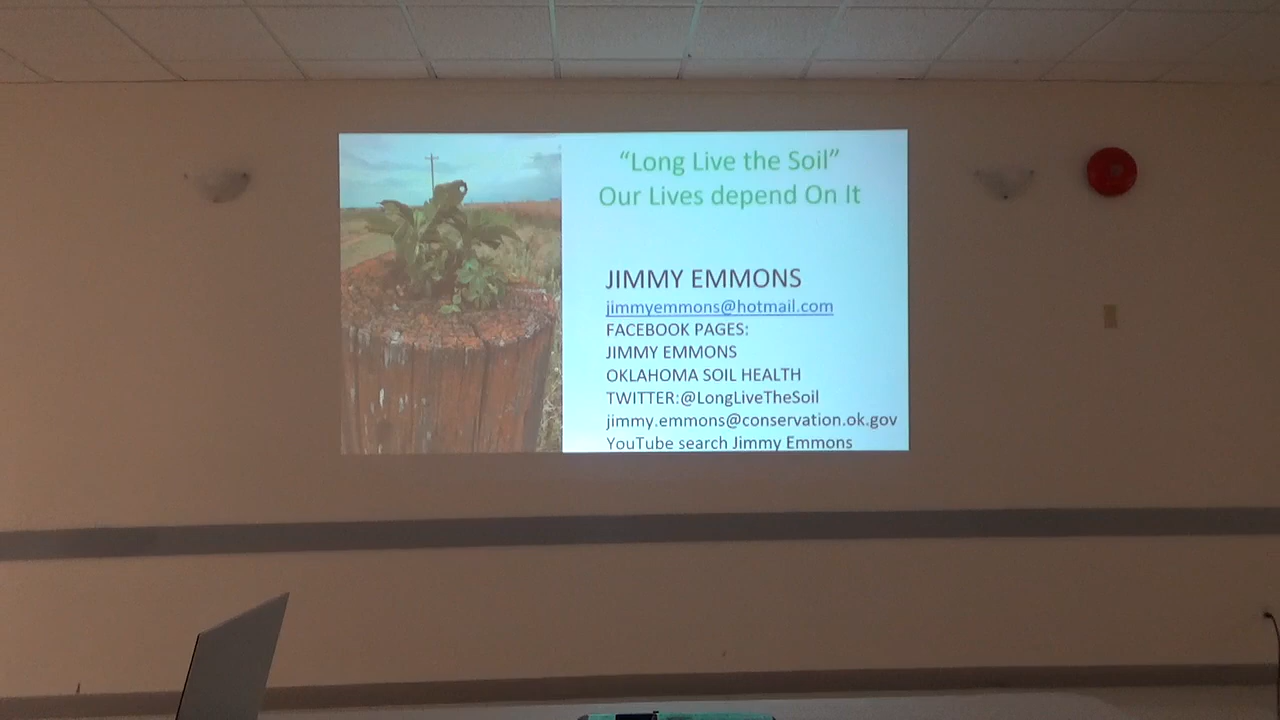 “Long Live the Soil”
Our Lives depend On It
JIMMY EMMONS
jimmyemmons@hotmail.com
FACEBOOK PAGES:
JIMMY EMMONS
OKLAHOMA SOIL HEALTH
TWITTER:@LongLiveTheSoil
jimmy.emmons@conservation.ok.gov
YouTube search Jimmy Emmons